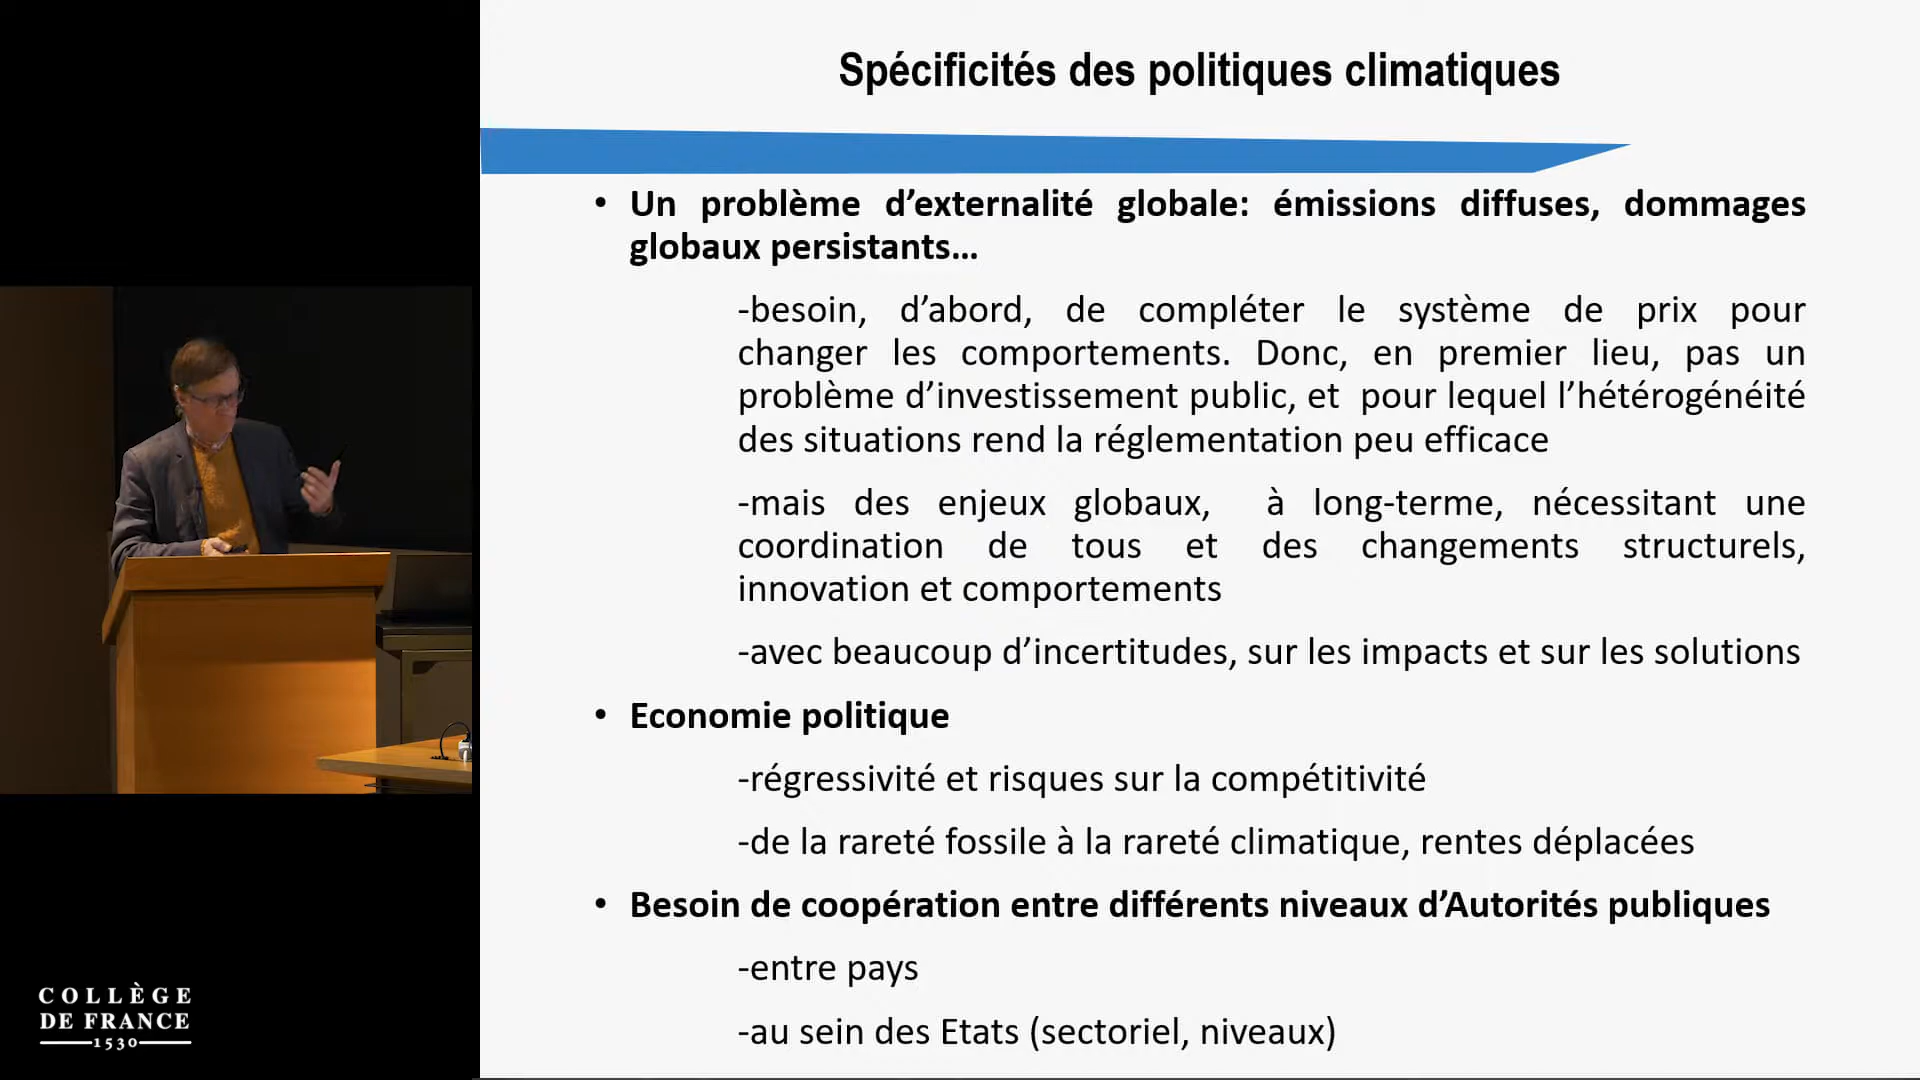 Spécificités des politiques climatiques
• Un problème d’externalité globale: émissions diffuses, dommages
globaux persistants...
-besoin, d’abord, de compléter le système de prix pour
changer les comportements. Donc, en premier lieu, pas un
problème d’investissement public, et pour lequel l’hétérogénéité
des situations rend la réglementation peu efficace
-mais des enjeux globaux, à long-terme, nécessitant une
coordination de tous et des changements structurels,
innovation et comportements
-avec beaucoup d’incertitudes, sur les impacts et sur les solutions
• Economie politique
-régressivité et risques sur la compétitivité
-de la rareté fossile à la rareté climatique, rentes déplacées
• Besoin de coopération entre différents niveaux d’Autorités publiques
-entre pays
-au sein des Etats (sectoriel, niveaux)
COLLÈGE
DE FRANCE
1530